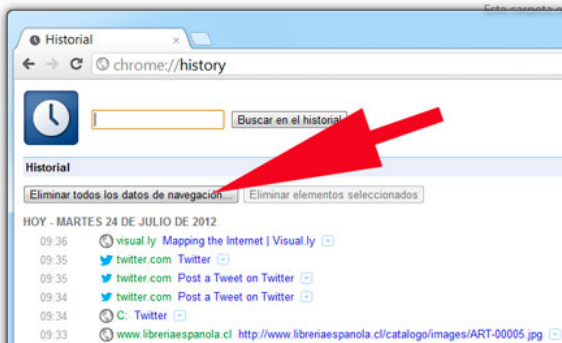 Esta carpeta e
Historial
chrome://history
Buscar en el historial
Historial
Eliminar todos los datos de navegación... Eliminar elementos seleccionados
HOY - MARTES 24 DE JULIO DE 2012
09:36 visual.ly Mapping the Internet | Visual.ly
09:35 twitter.com Twitter
09:35 twitter.com Post a Tweet on Twitter
09:34 twitter.com Post a Tweet on Twitter
09:34 C: Twitter
09:33 www.libreriaespanola.cl http://www.libreriaespanola.cl/catalogo/images/ART-00005.jpg